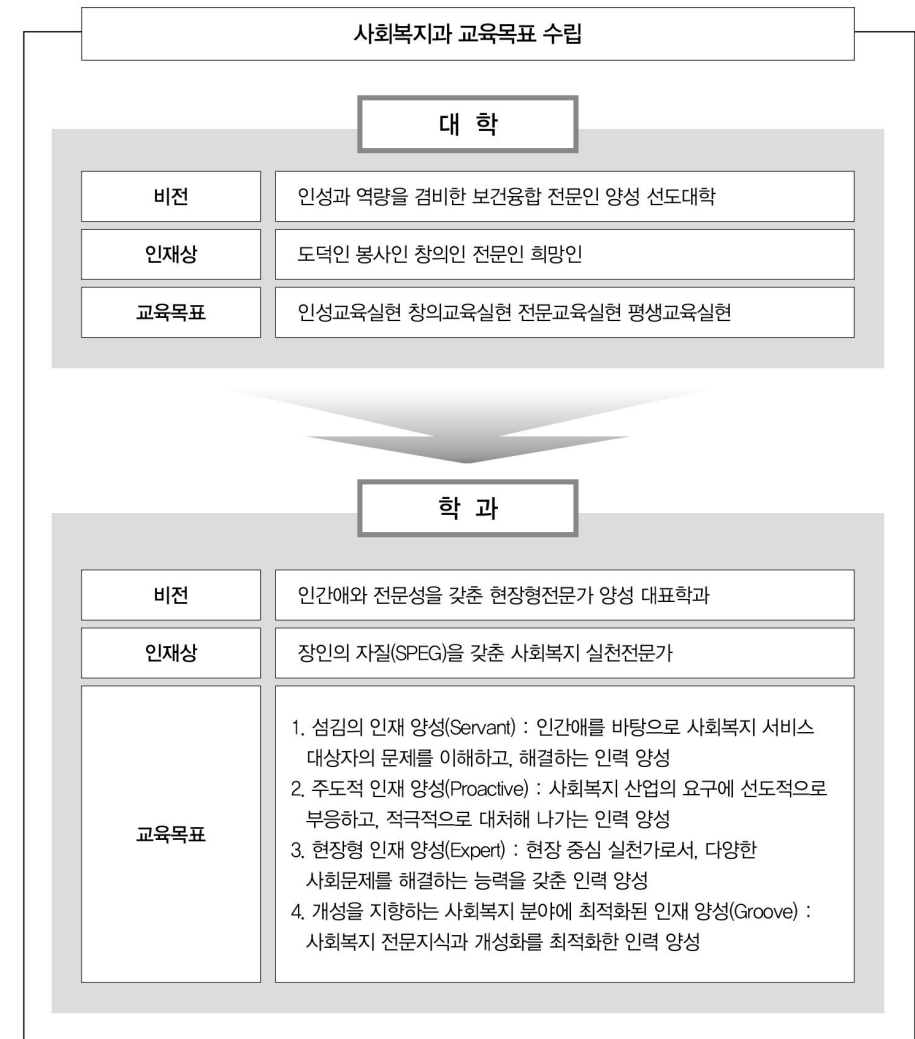 사회복지과 교육목표 수립
대 학
비전
인성과 역량을 겸비한 보건융합 전문인 양성 선도대학
인재상
도덕인 봉사인 창의인 전문인 희망인
교육목표
인성교육실현 창의교육실현 전문교육실현 평생교육실현
학 과
비전
인간애와 전문성을 갖춘 현장형전문가 양성 대표학과
인재상
장인의 자질(SPEG)을 갖춘 사회복지 실천전문가
교육목표
1. 섬김의 인재 양성(Servant) : 인간애를 바탕으로 사회복지 서비스
대상자의 문제를 이해하고, 해결하는 인력 양성
2. 주도적 인재 양성(Proactive) : 사회복지 산업의 요구에 선도적으로
부응하고, 적극적으로 대처해 나가는 인력 양성
3. 현장형 인재 양성(Expert) : 현장 중심 실천가로서, 다양한
사회문제를 해결하는 능력을 갖춘 인력 양성
4. 개성을 지향하는 사회복지 분야에 최적화된 인재 양성(Groove) :
사회복지 전문지식과 개성화를 최적화한 인력 양성